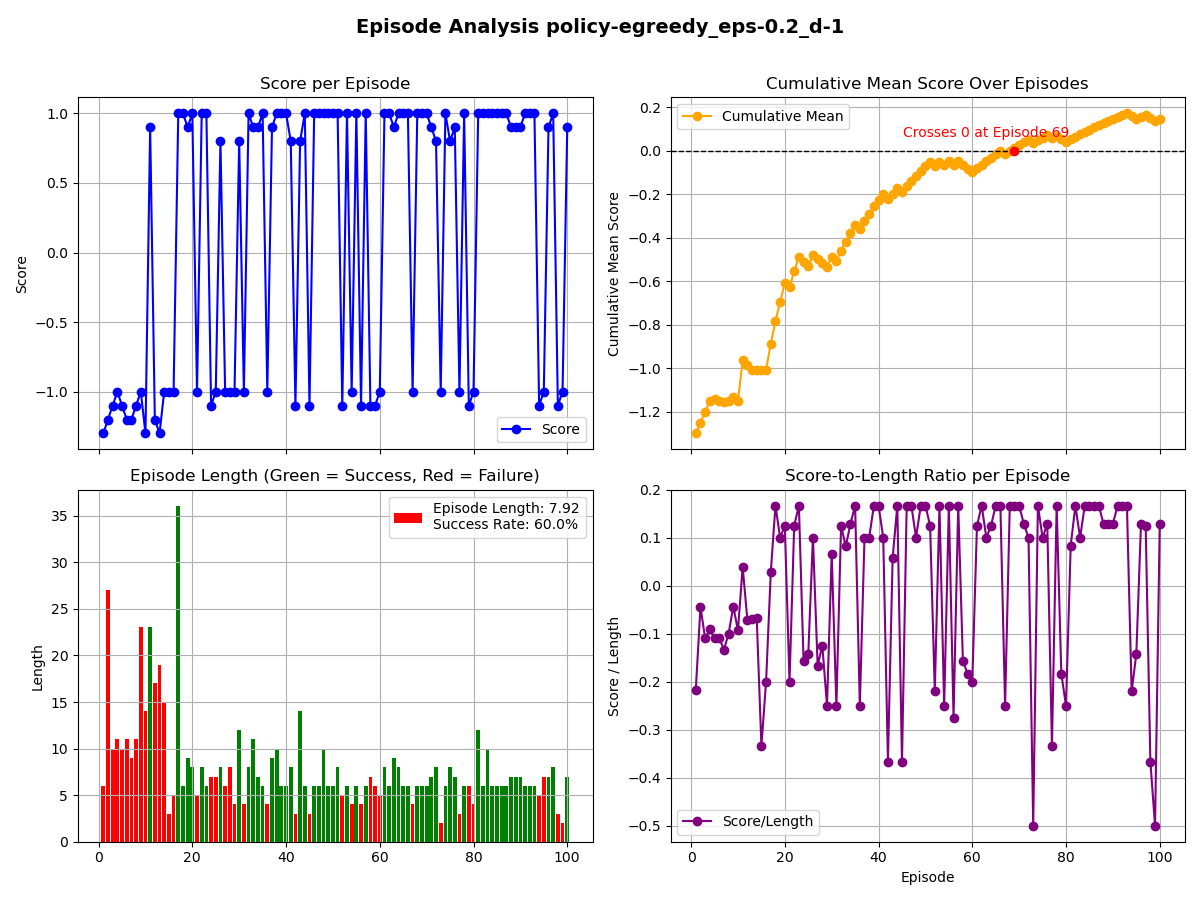 Episode Analysis policy-egreedy_eps-0.2_d-1
Score per Episode
1.0
0.5
0.0
−0.5
−1.0
Score
Score
Cumulative Mean Score Over Episodes
0.2
0.0
−0.2
−0.4
−0.6
−0.8
−1.0
−1.2
Cumulative Mean Score
Cumulative Mean
Crosses 0 at Episode 69
Episode Length (Green = Success, Red = Failure)
35
30
25
20
15
10
5
0
Length
Episode Length: 7.92
Success Rate: 60.0%
0
20
40
60
80
100
Score-to-Length Ratio per Episode
0.2
0.1
0.0
−0.1
−0.2
−0.3
−0.4
−0.5
Score / Length
Score/Length
0
20
40
60
80
100
Episode